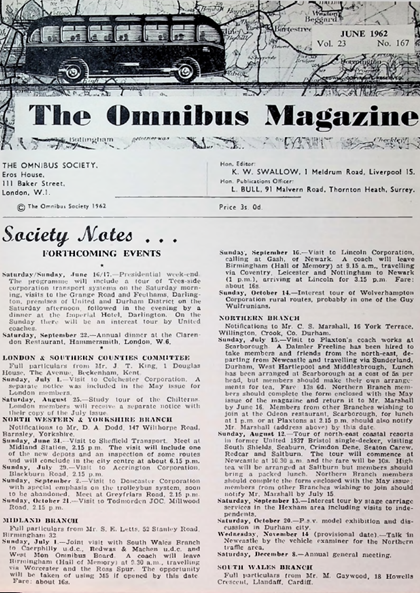 JUNE 1962
Vol. 23 No. 167
The Omnibus Magazine
THE OMNIBUS SOCIETY.
Eros House,
111 Baker Street,
London, W.1.
© The Omnibus Society 1962
Hon. Editor:
K. W. SWALLOW, 1 Meldrum Road, Liverpool 15.
Hon. Publications Officer:
L. BULL, 91 Malvern Road, Thornton Heath, Surrey.
Price 3s. 0d.
Society Notes . . .
FORTHCOMING EVENTS
Saturday/Sunday, June 16/17.—Presidential week-end.
The programme will include a tour of Tees-side
corporation transport systems on the Saturday morn-
ing, visits to the Grange Road and Feethams, Darling-
ton, premises of United and Durham District on the
Saturday afternoon, followed in the evening by a
dinner at the Imperial Hotel, Darlington. On the
Sunday there will be an interest tour by United
coaches.
Saturday, September 22.—Annual dinner at the Claren-
don Restaurant, Hammersmith, London, W.6.
LONDON & SOUTHERN COUNTIES COMMITTEE
Full particulars from Mr. J. T. King, 1 Douglas
House, The Avenue, Beckenham, Kent.
Sunday, July 1.—Visit to Colchester Corporation. A
separate notice was included in the May issue for
London members.
Saturday, August 25.—Study tour of the Chilterns.
London members will receive a separate notice with
their copy of the July issue.
NORTH WESTERN & YORKSHIRE BRANCH
Notifications to Mr. D. A. Dodd, 147 Wilthorpe Road,
Barnsley, Yorkshire.
Sunday, June 24.—Visit to Sheffield Transport. Meet at
Midland Station, 2.15 p.m. The visit will include one
of the new depots and an inspection of some routes
and will conclude in the city centre at about 6.15 p.m.
Sunday, July 29.—Visit to Accrington Corporation.
Blackburn Road, 2.15 p.m.
Sunday, September 2.—Visit to Doncaster Corporation
with special emphasis on the trolleybus system, soon
to be abandoned. Meet at Greyfriars Road, 2.15 p.m.
Sunday, October 21.—Visit to Todmorden JOC. Millwood
Road, 2.15 p.m.
MIDLAND BRANCH
Full particulars from Mr. S. E. Letts, 52 Stanley Road,
Birmingham 32
Sunday, July 1.—Joint visit with South Wales Branch
to Caerphilly u.d.c., Bedwas & Machen u.d.c. and
West Mon Omnibus Board. A coach will leave
Birmingham (Hall of Memory) at 9.30 a.m., travelling
via Worcester and the Ross Spur. The opportunity
will be taken of using M5 if opened by this date
Fare: about 16s.
Sunday, September 16.—Visit to Lincoln Corporation,
calling at Gash, of Newark. A coach will leave
Birmingham (Hall of Memory) at 9.15 a.m., travelling
via Coventry, Leicester and Nottingham to Newark
(1 p.m.), arriving at Lincoln for 3.15 p.m. Fare:
about 16s.
Sunday, October 14.—Interest tour of Wolverhampton
Corporation rural routes, probably in one of the Guy
Wulfrunians.
NORTHERN BRANCH
Notifications to Mr. C. S. Marshall, 16 York Terrace,
Willington, Crook, Co. Durham.
Sunday, July 15.—Visit to Plaxton's coach works at
Scarborough. A Daimler Freeline has been hired to
take members and friends from the north-east, de-
parting from Newcastle and travelling via Sunderland,
Durham, West Hartlepool and Middlesbrough. Lunch
has been arranged at Scarborough at a cost of 5s per
head, but members should make their own arrange-
ments for tea. Fare 13s 6d. Northern Branch mem-
bers should complete the form enclosed with the May
issue of the magazine and return it to Mr. Marshall
by June 16. Members from other Branches wishing to
join at the Odeon restaurant, Scarborough, for lunch
at 1 p.m. or at Plaxtons at 2.15 p.m. should also notify
Mr. Marshall (address above) by this date.
Sunday, August 12.—Tour of north-east coastal resorts
in former United 1937 Bristol single-decker visiting
South Shields, Seaburn, Crimdon Dene, Seaton Carew,
Redcar and Saltburn. The tour will commence at
Newcastle at 10.30 a.m. and the fare will be 10s. High
tea will be arranged at Saltburn but members should
bring a packed lunch. Northern Branch members
should complete the form enclosed with the May issue;
members from other Branches wishing to join should
notify Mr. Marshall by July 15.
Saturday, September 15.—Interest tour by stage carriage
services in the Hexham area including visits to inde-
pendents.
Saturday, October 20.—P.s.v. model exhibition and dis-
cussion in Durham city.
Wednesday, November 14 (provisional date).—Talk in
Newcastle by the vehicle examiner for the Northern
traffic area.
Saturday, December 8.—Annual general meeting.
SOUTH WALES BRANCH
Full particulars from Mr. M. Gaywood, 18 Howells
Crescent, Llandaff, Cardiff.